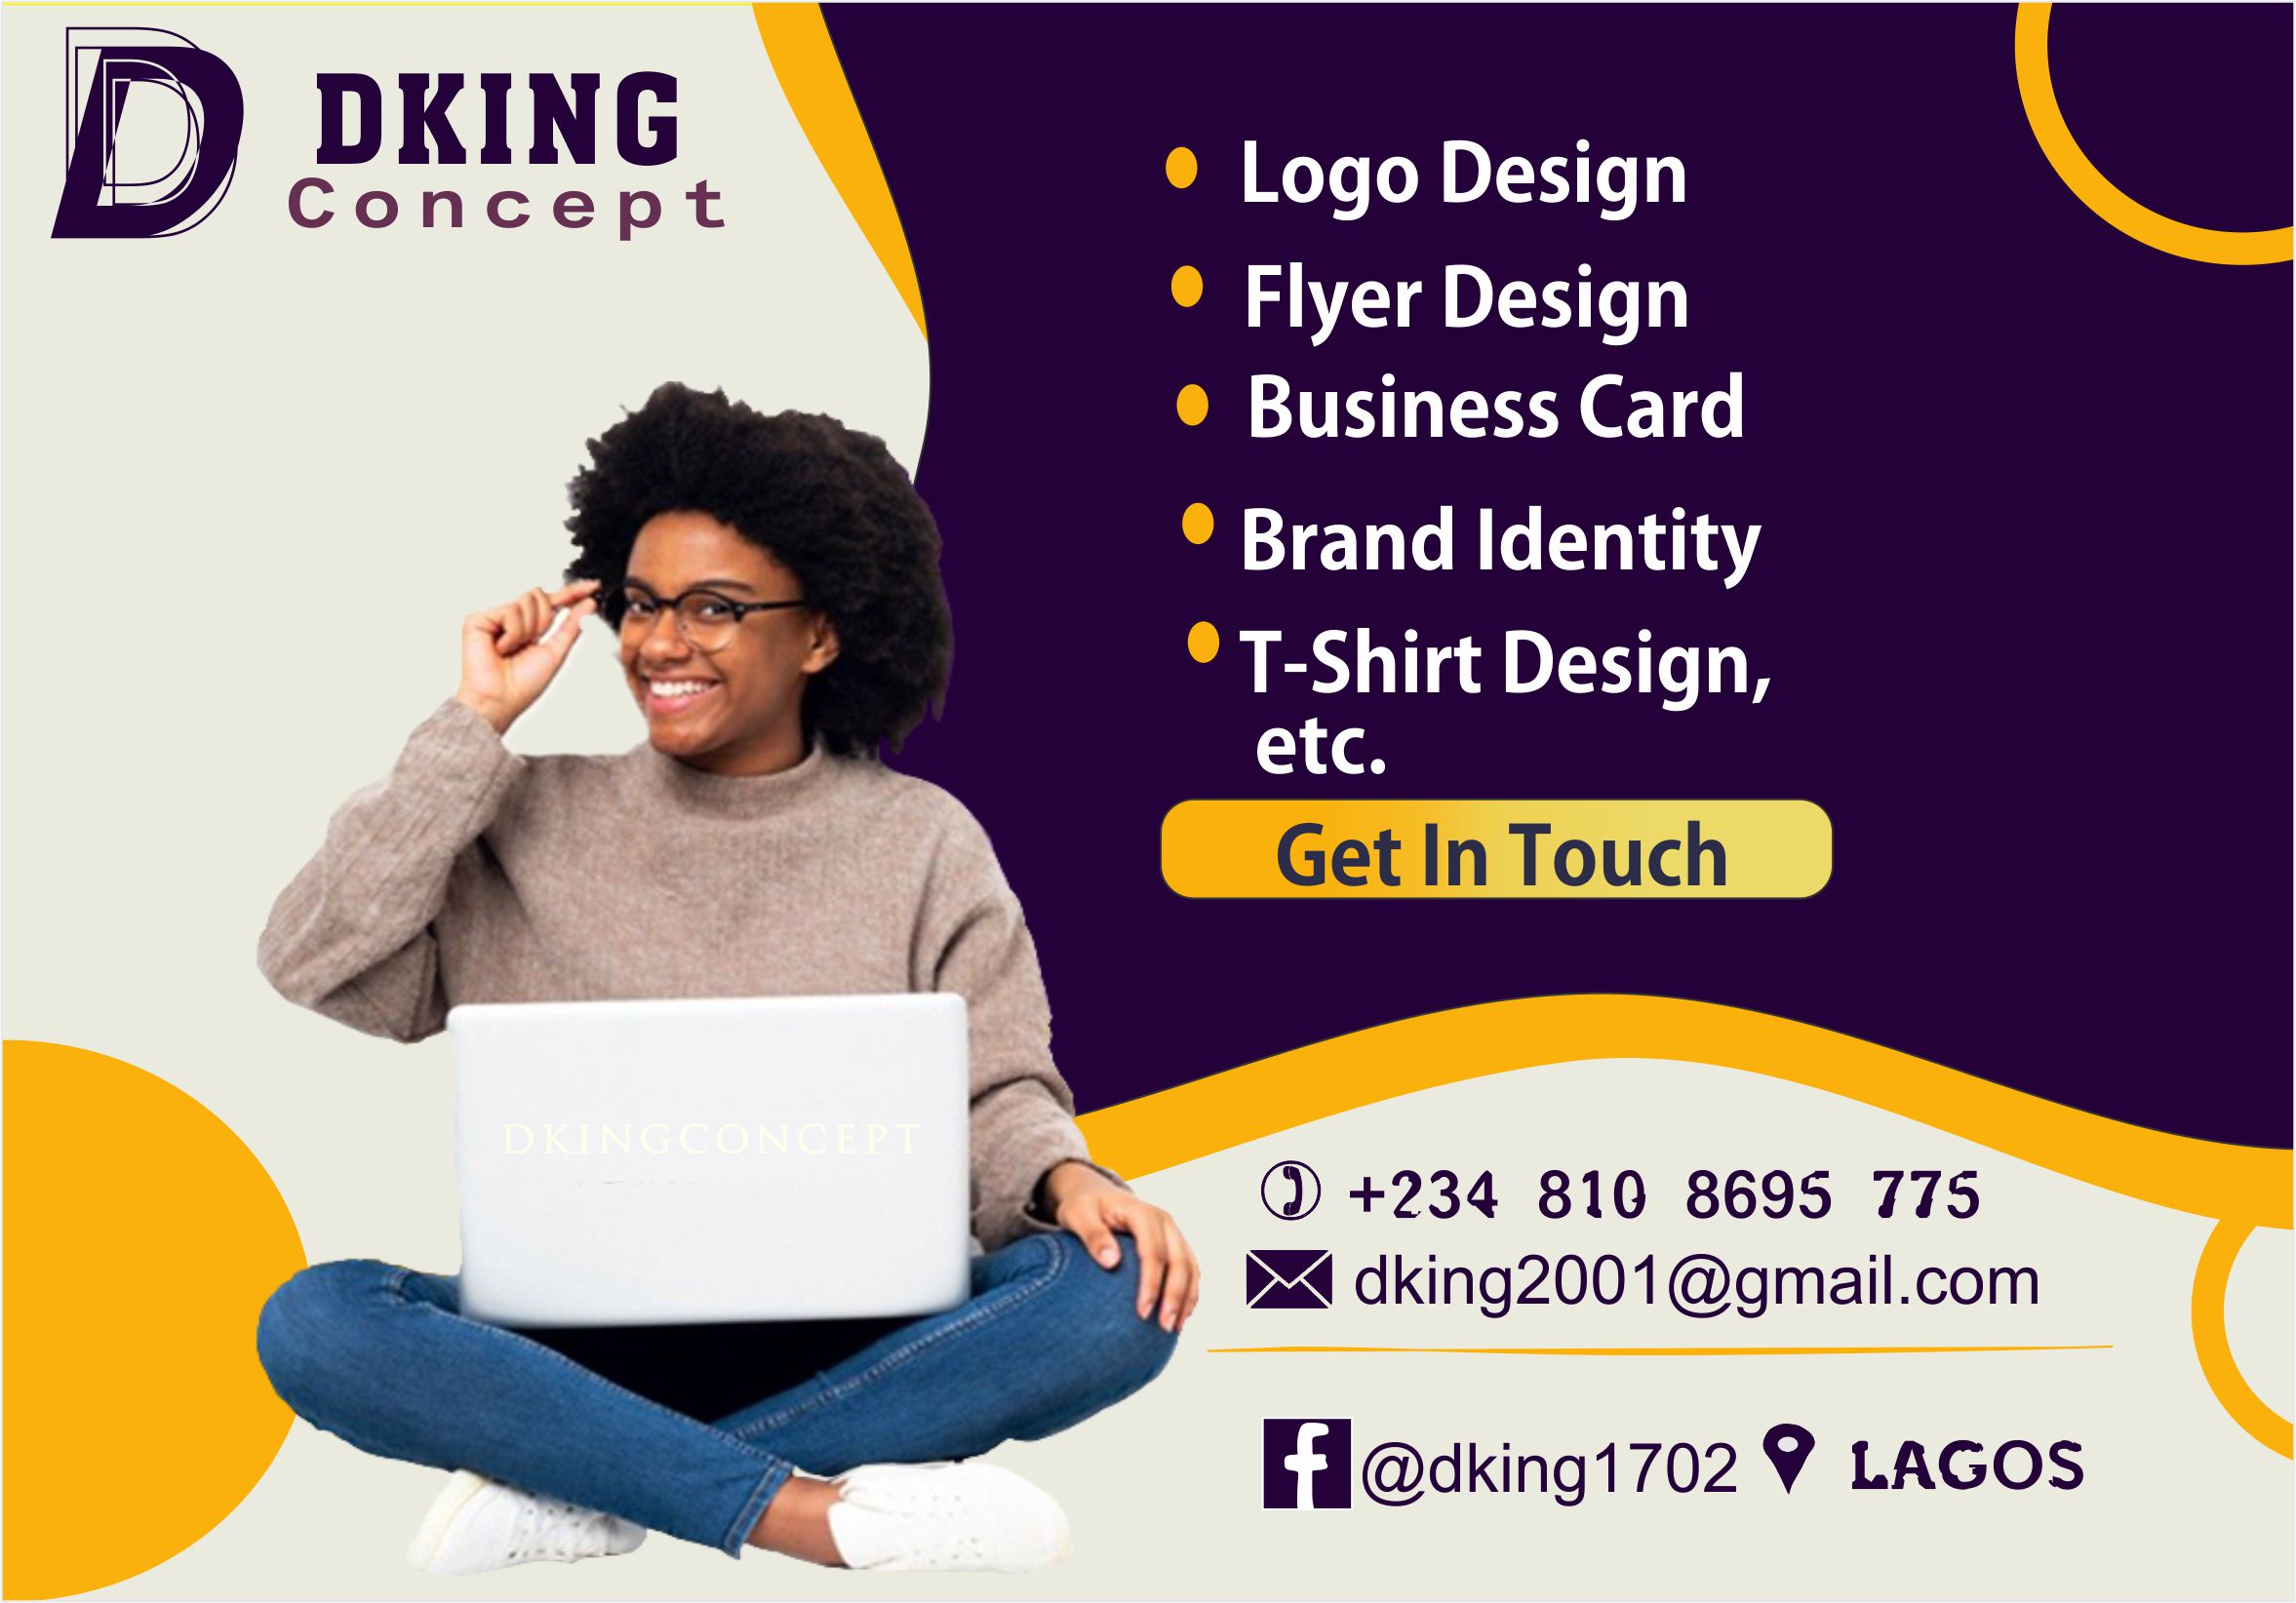 D
DKING
Concept
Logo Design
Flyer Design
Business Card
Brand Identity
T-Shirt Design,
etc.
Get In Touch
DKINGCONCEPT
+234 810 8695 775
dking2001@gmail.com
f @dking1702 LAGOS